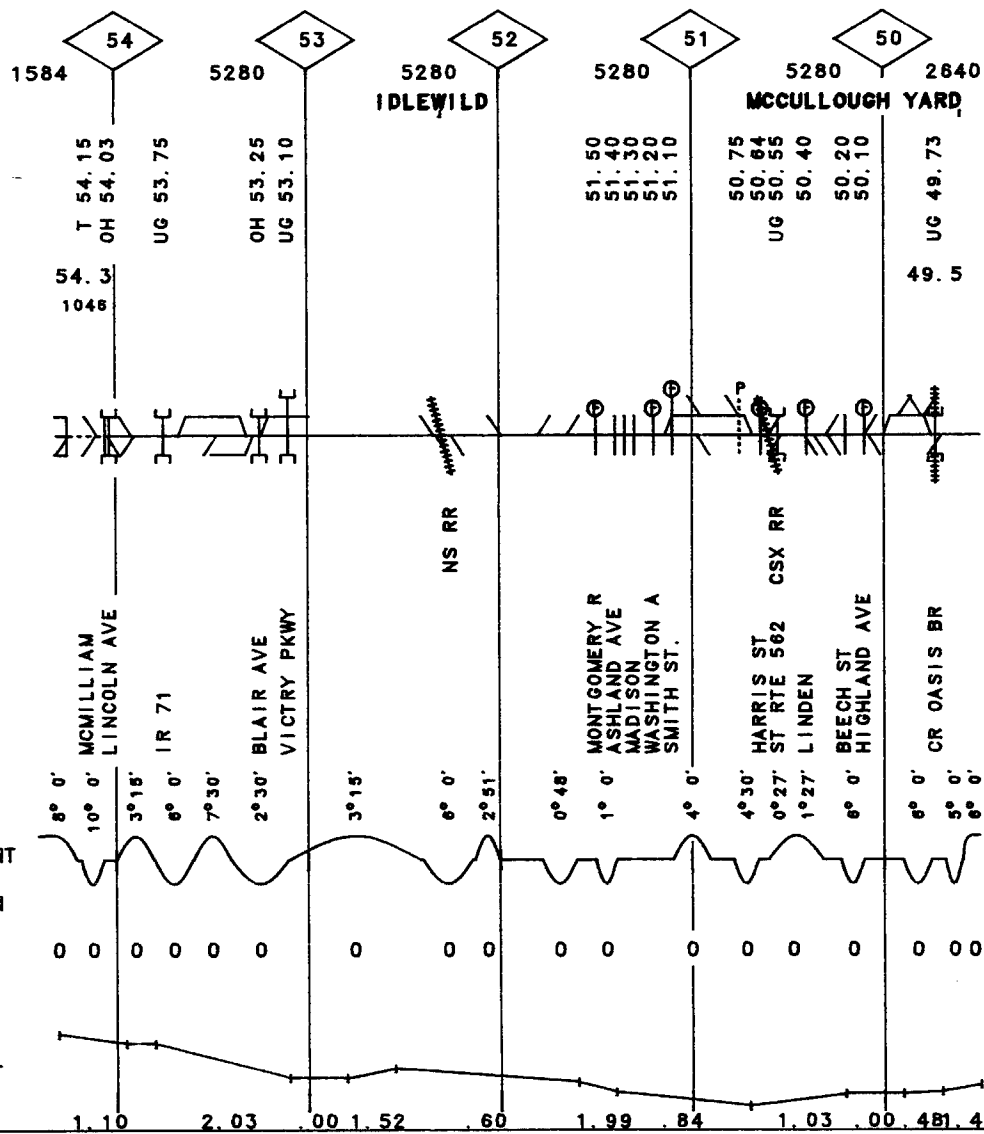 54 53 52 51 50
1584 5280 5280 5280 5280 2640
IDLEWILD MCCULLOUGH YARD
T 54.15
OH 54.03
UG 53.75
OH 53.25
UG 53.10
51.50
51.40
51.30
51.20
51.10
50.75
50.64
UG 50.55
50.40
50.20
50.10
UG 49.73
54.3 49.5
1046
P
NS RR
CSX RR
MCMILLIAM
LINCOLN AVE
IR 71
BLAIR AVE
VICTRY PKWY
MONTGOMERY R
ASHLAND AVE
MADISON
WASHINGTON A
SMITH ST.
HARRIS ST
ST RTE 562
LINDEN
BEECH ST
HIGHLAND AVE
CR OASIS BR
8° 0'
10° 0'
3°15'
6° 0'
7°30'
2°30'
3°15'
6° 0'
2°51'
0°48'
1° 0'
4° 0'
4°30'
0°27'
1°27'
6° 0'
6° 0'
5° 0'
6° 0'
0 0 0 0 0 0 0 0 0 0 0 0 0 0 0 0 0 0
1.10 2.03 .00 1.52 .60 1.99 .84 1.03 .00 .48 1.4